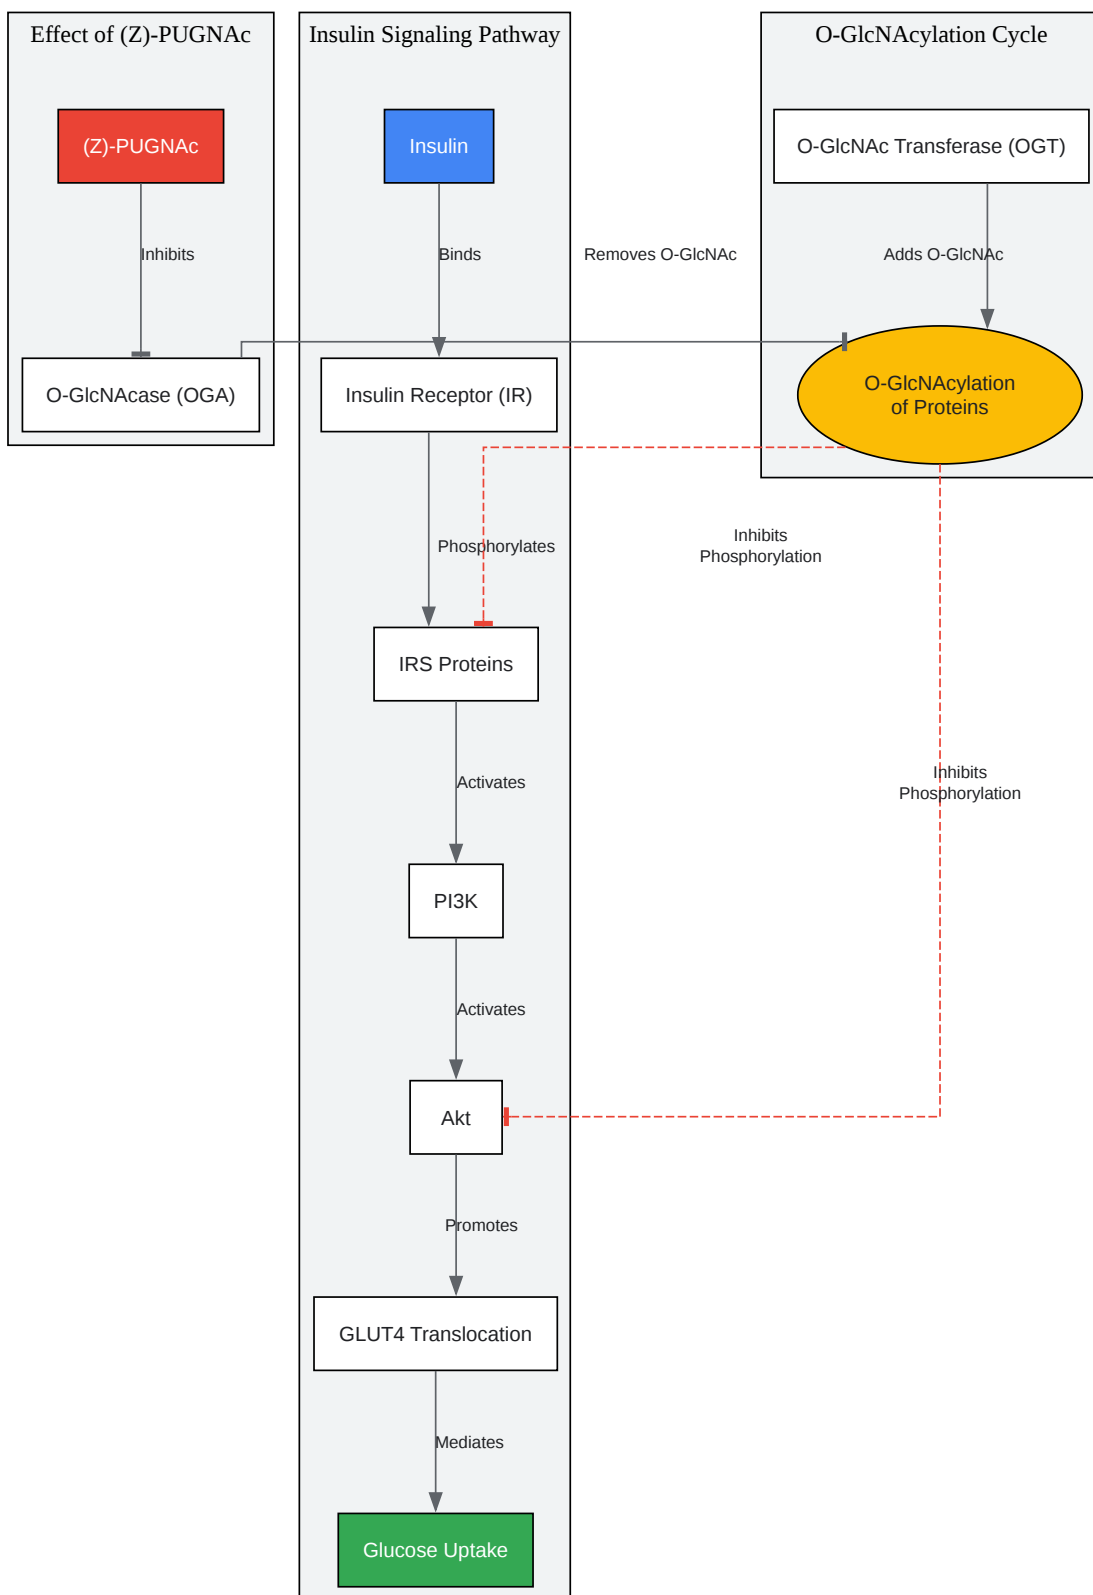 Effect of (Z)-PUGNAc
Insulin Signaling Pathway
O-GlcNAcylation Cycle
(Z)-PUGNAc
Insulin
O-GlcNAc Transferase (OGT)
Inhibits
Binds
Removes O-GlcNAc
Adds O-GlcNAc
O-GlcNAcase (OGA)
Insulin Receptor (IR)
O-GlcNAcylation
of Proteins
Phosphorylates
Inhibits
Phosphorylation
IRS Proteins
Activates
Inhibits
Phosphorylation
PI3K
Activates
Akt
Promotes
GLUT4 Translocation
Mediates
Glucose Uptake